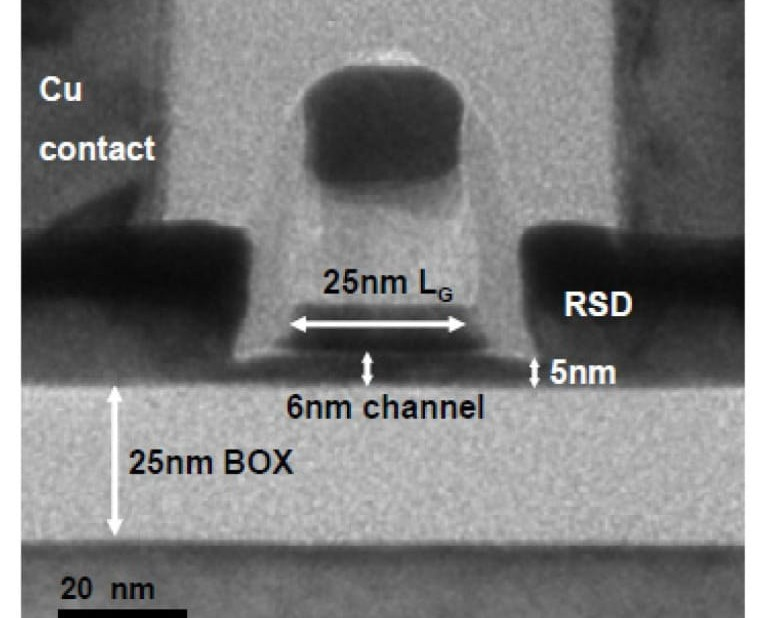 Cu
contact
25nm LG
RSD
5nm
6nm channel
25nm BOX
20 nm